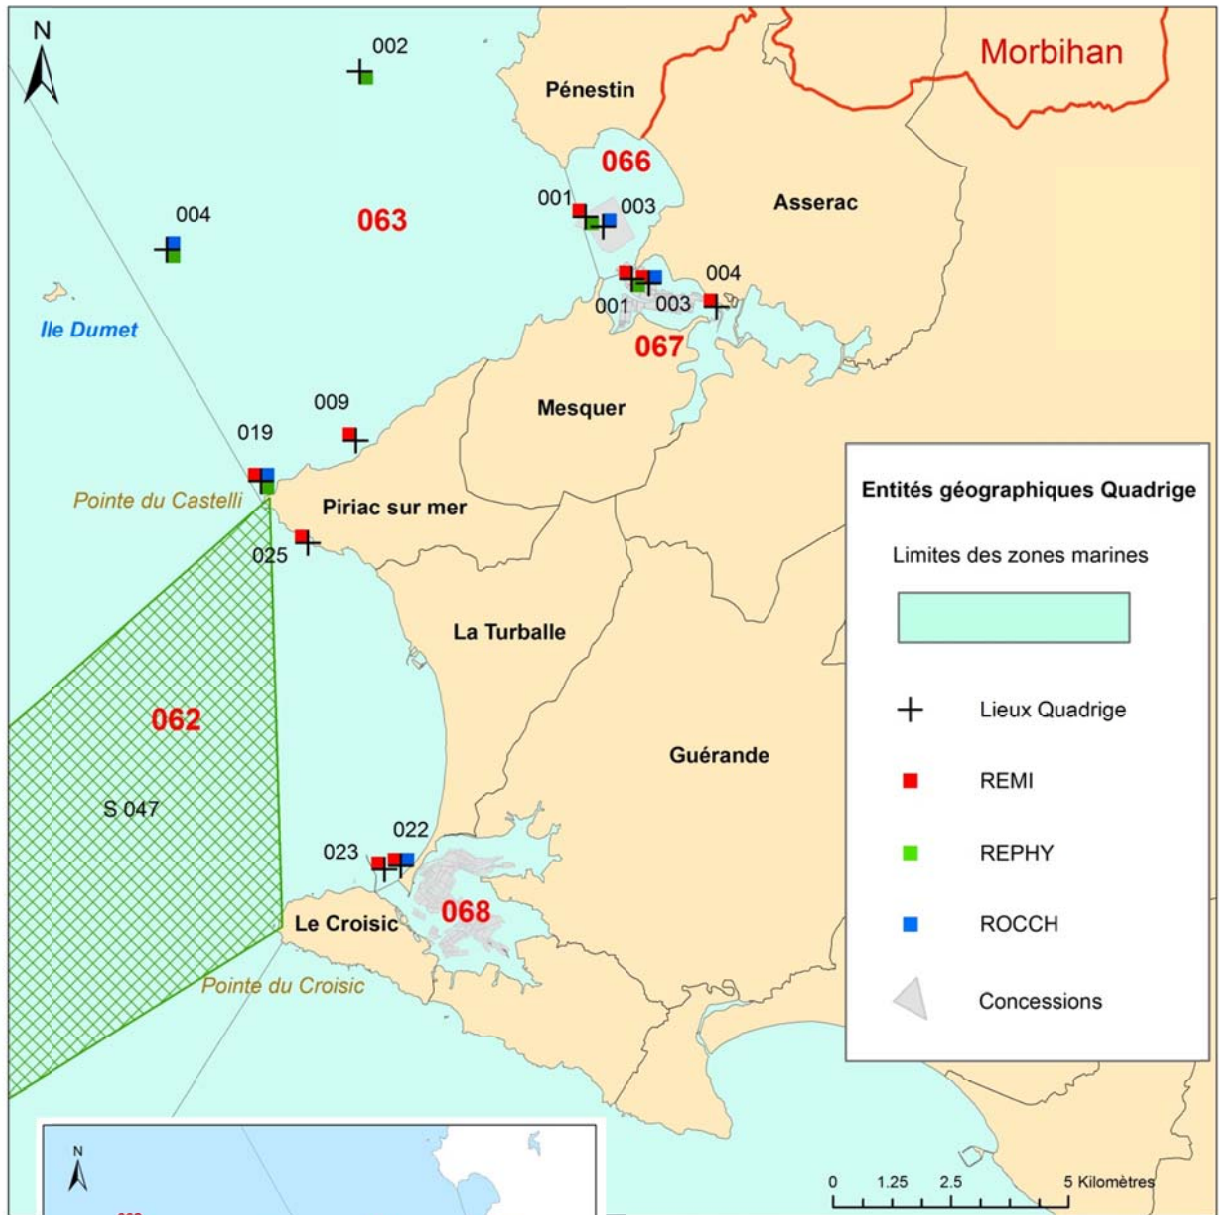 N
002
Morbihan
Pénestin
066
001
003
Asserac
004
063
004
001
003
Ile Dumet
067
009
Mesquer
019
Pointe du Castelli
Piriac sur mer
025
La Turballe
062
Guérande
S 047
022
023
068
Le Croisic
Pointe du Croisic
Entités géographiques Quadrige
Limites des zones marines
Lieux Quadrige
REMI
REPHY
ROCCH
Concessions
0 1.25 2.5 5 Kilomètres
N